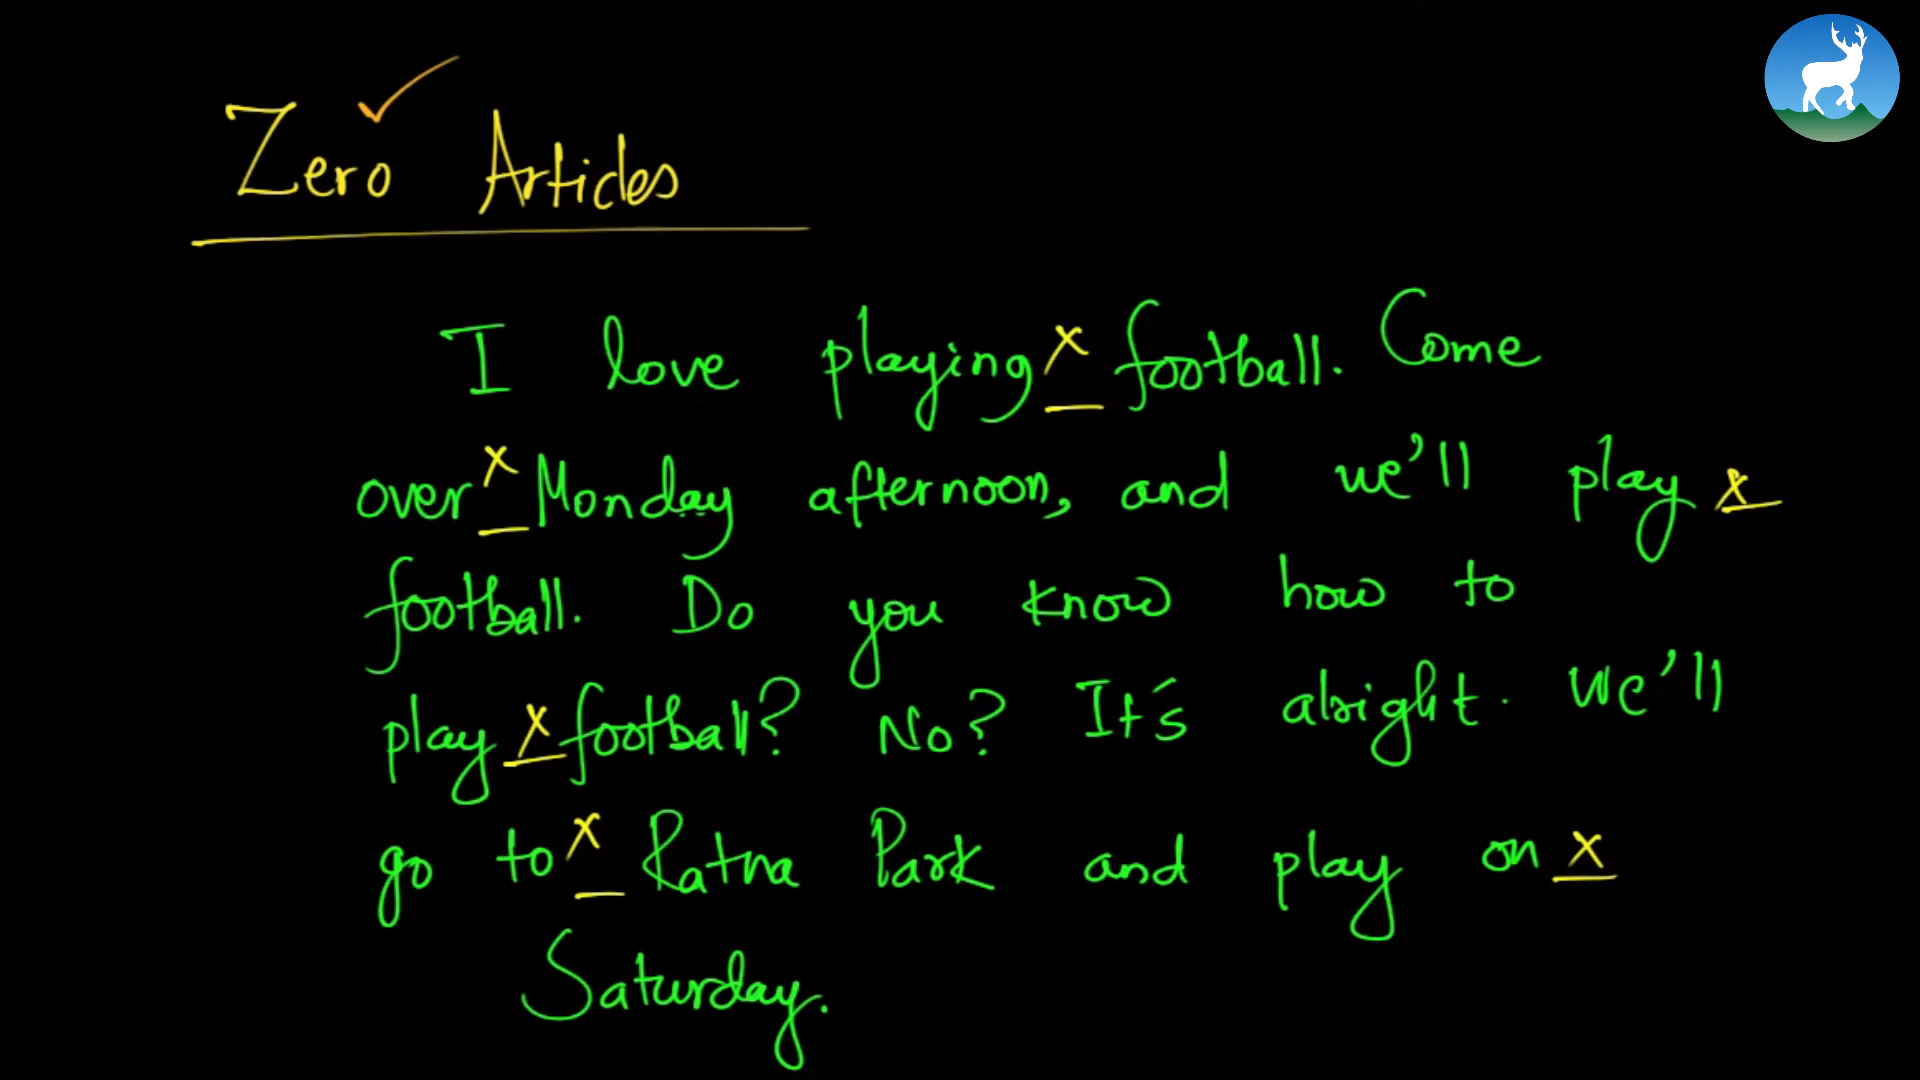 Zero Articles
I love playing x football. Come
over x Monday afternoon, and we'll play x
football. Do you know how to
play x football? No? It's alright. We'll
go to x Ratna Park and play on x
Saturday.